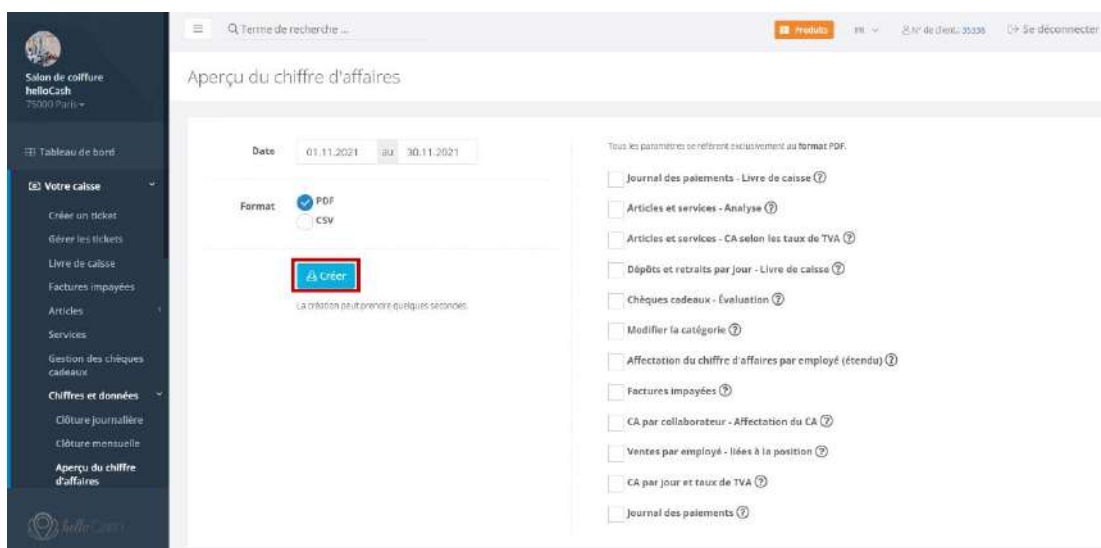 Terme de recherche ...
Produits
FR
N° de client.: 35338
Se déconnecter
Salon de coiffure
helloCash
75000 Paris
Tableau de bord
Votre caisse
Créer un ticket
Gérer les tickets
Livre de caisse
Factures impayées
Articles
Services
Gestion des chèques
cadeaux
Chiffres et données
Clôture journalière
Clôture mensuelle
Aperçu du chiffre
d'affaires
helloCash
Aperçu du chiffre d'affaires
Date
01.11.2021 au 30.11.2021
Format
PDF
CSV
Créer
La création peut prendre quelques secondes.
Tous les paramètres se réfèrent exclusivement au format PDF.
Journal des paiements - Livre de caisse ?
Articles et services - Analyse ?
Articles et services - CA selon les taux de TVA ?
Dépôts et retraits par jour - Livre de caisse ?
Chèques cadeaux - Évaluation ?
Modifier la catégorie ?
Affectation du chiffre d'affaires par employé (étendu) ?
Factures impayées ?
CA par collaborateur - Affectation du CA ?
Ventes par employé - liées à la position ?
CA par jour et taux de TVA ?
Journal des paiements ?